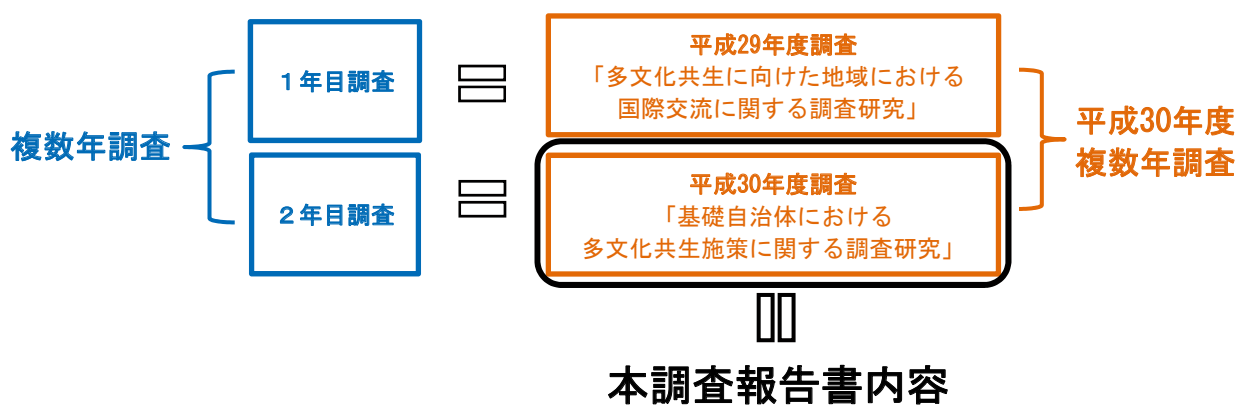 複数年調査
1年目調査
2年目調査
平成29年度調査
「多文化共生に向けた地域における
国際交流に関する調査研究」
平成30年度調査
「基礎自治体における
多文化共生施策に関する調査研究」
平成30年度
複数年調査
本調査報告書内容